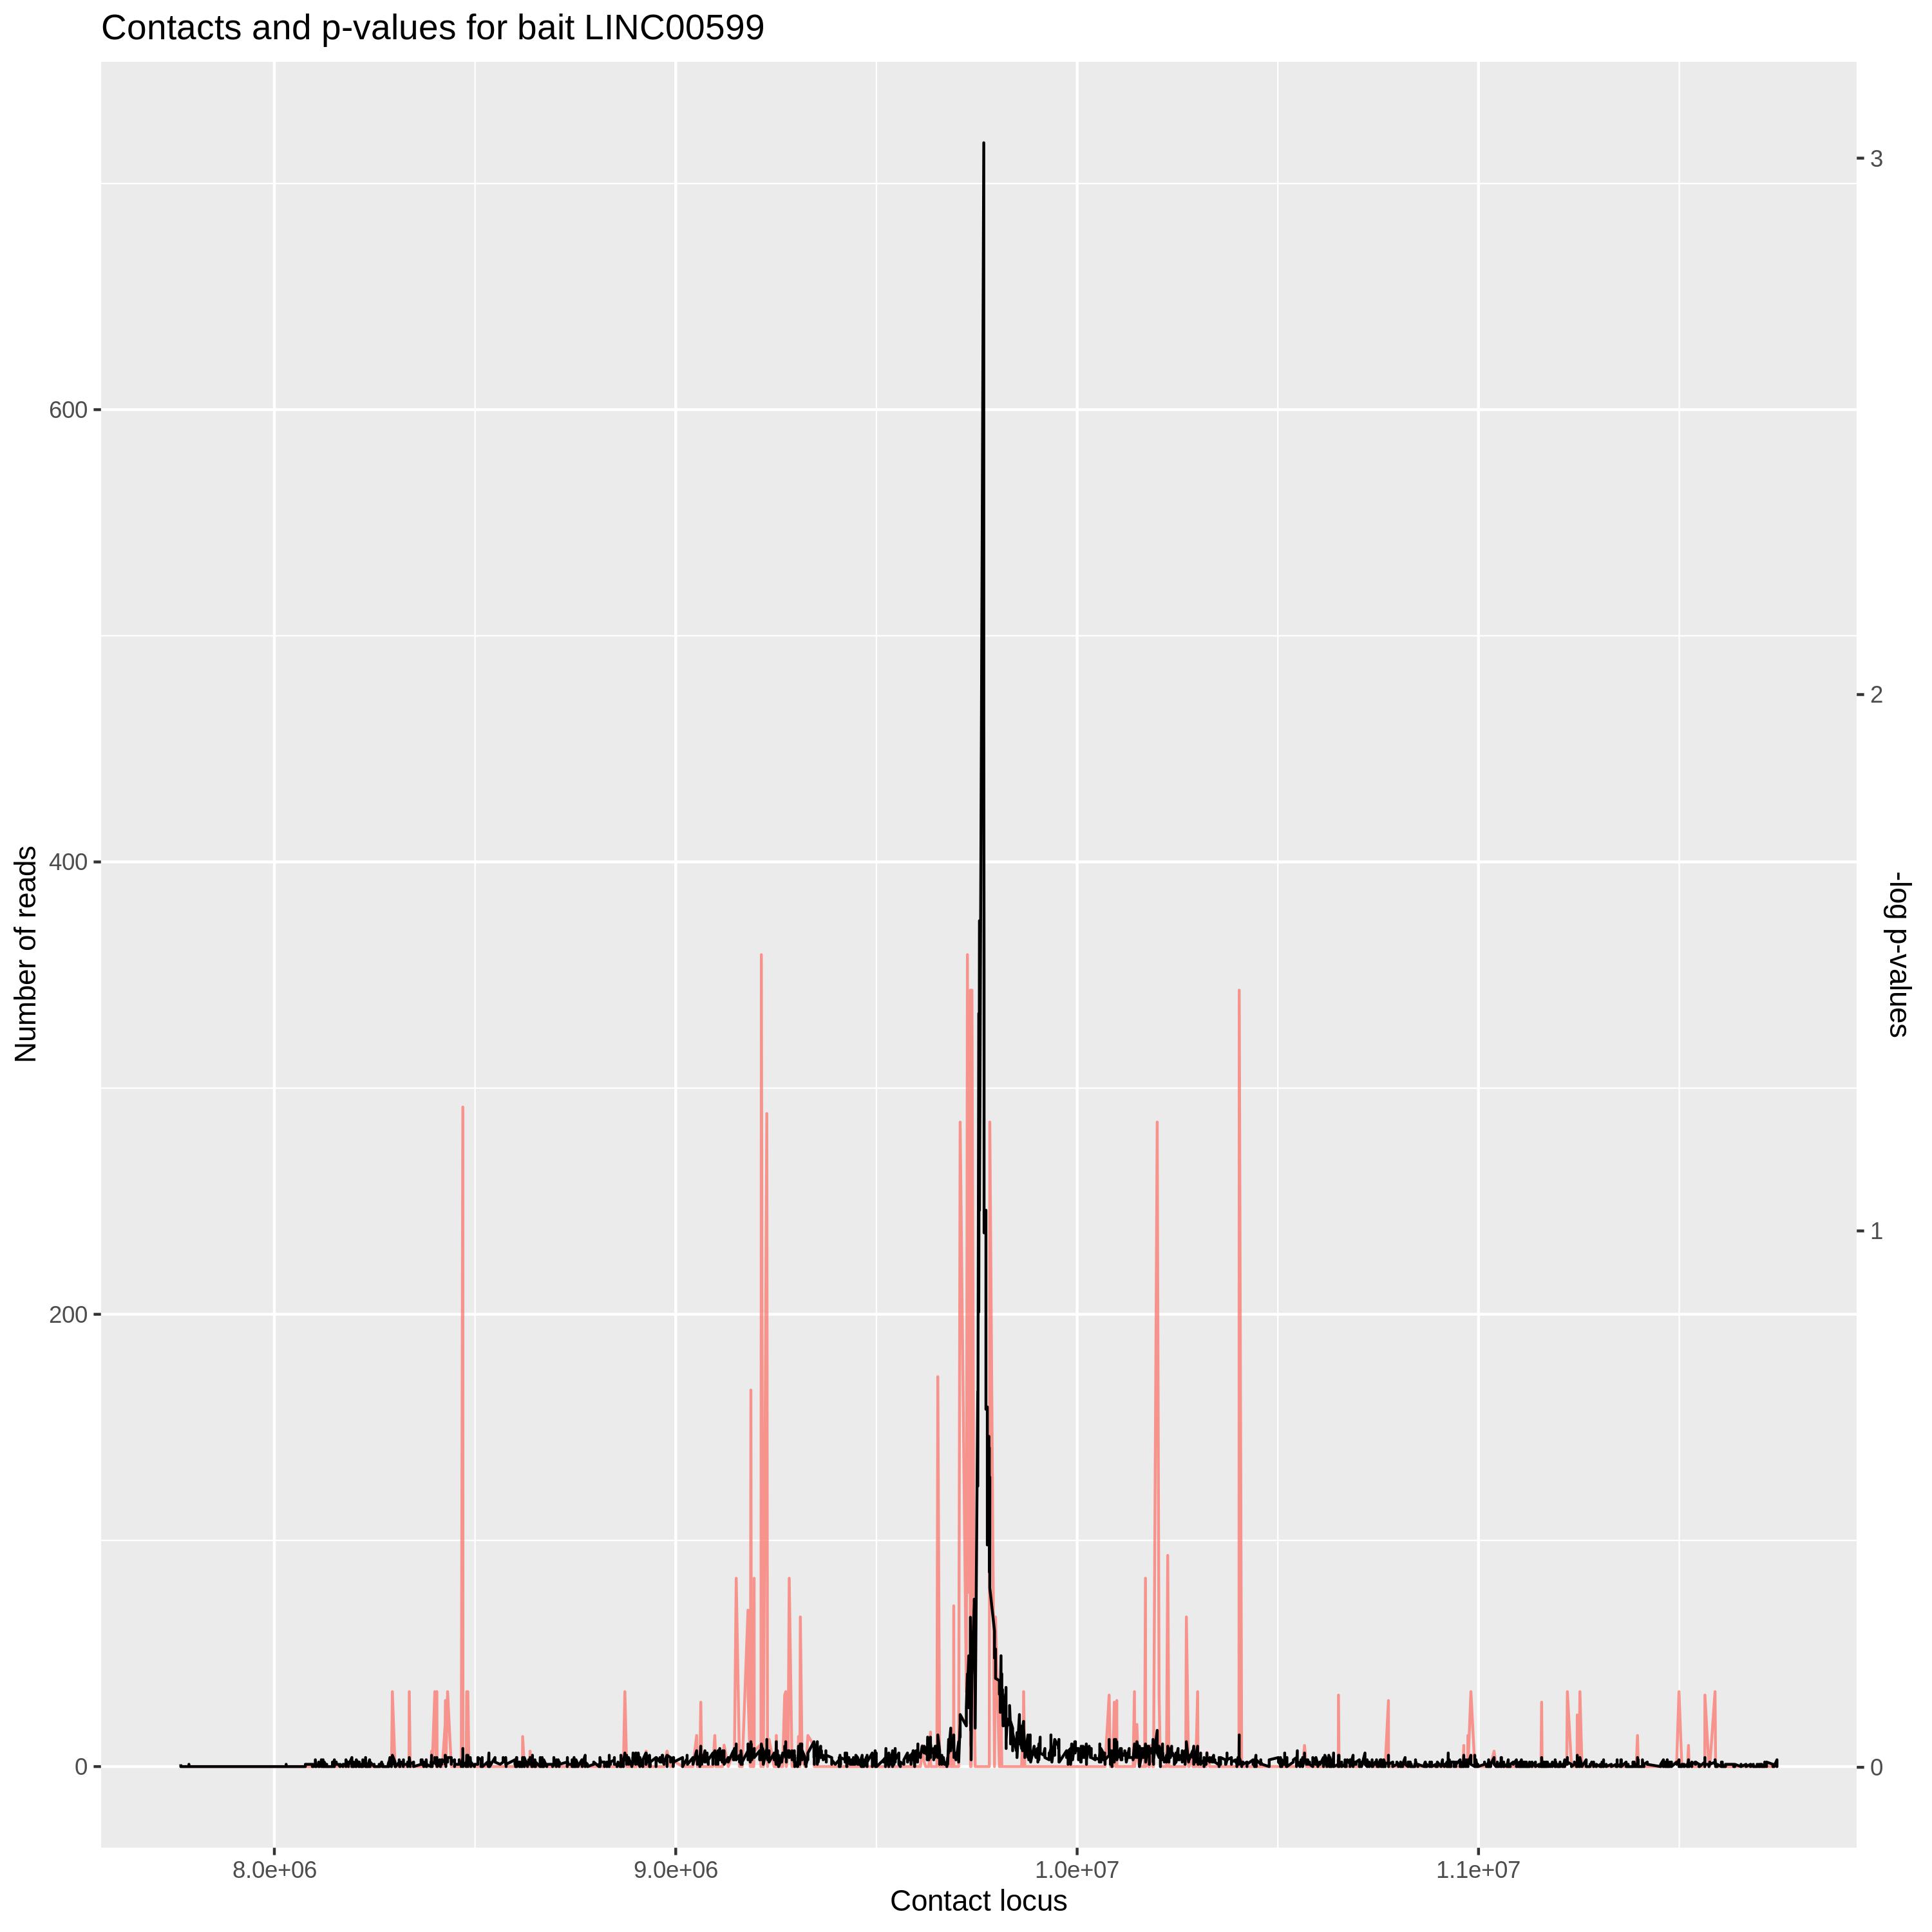 Contacts and p-values for bait LINC00599
Number of reads
600
400
200
0
3
2
1
0
-log p-values
8.0e+06
9.0e+06
1.0e+07
1.1e+07
Contact locus